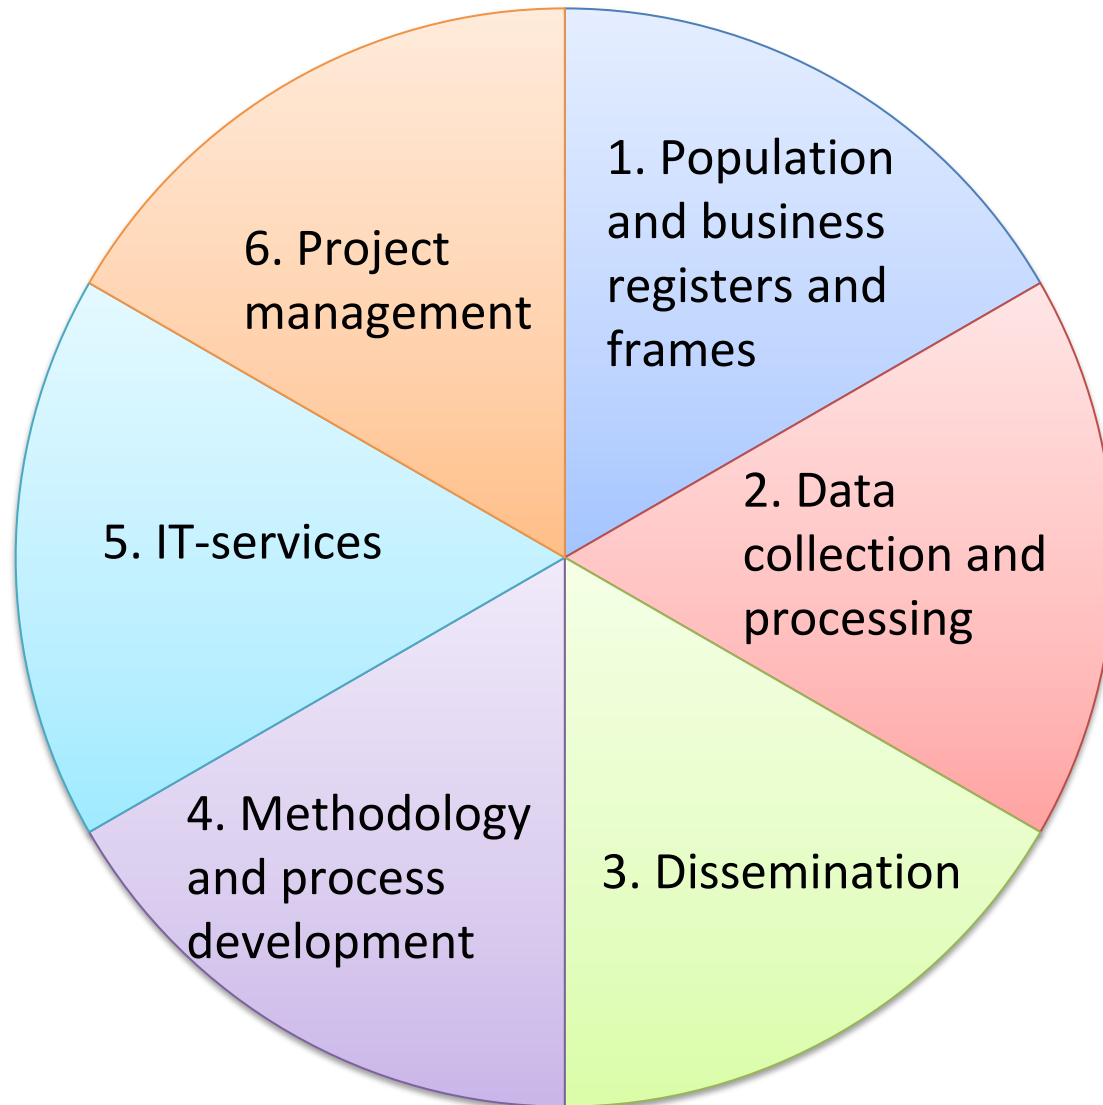 1. Population
and business
registers and
frames
2. Data
collection and
processing
3. Dissemination
4. Methodology
and process
development
5. IT-services
6. Project
management